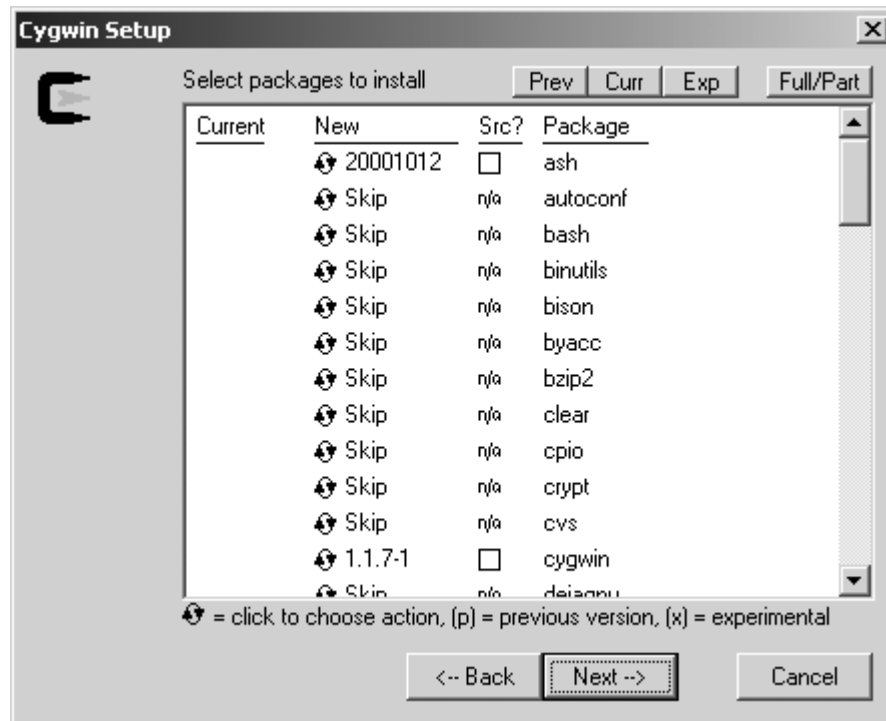 Cygwin Setup
Select packages to install Prev Curr Exp Full/Part
Current New Src? Package
20001012 ash
Skip n/a autoconf
Skip n/a bash
Skip n/a binutils
Skip n/a bison
Skip n/a byacc
Skip n/a bzip2
Skip n/a clear
Skip n/a cpio
Skip n/a crypt
Skip n/a cvs
1.1.7-1 cygwin
Skip n/a dejagnu
= click to choose action, (p) = previous version, (x) = experimental
<-- Back Next --> Cancel